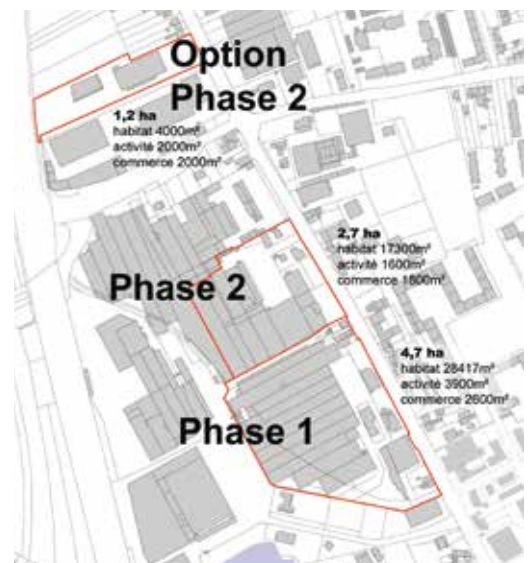 Option
Phase 2
1,2 ha
habitat 4000m²
activité 2000m²
commerce 2000m²
2,7 ha
habitat 17300m²
activité 1600m²
commerce 1800m²
Phase 2
4,7 ha
habitat 28417m²
activité 3900m²
commerce 2600m²
Phase 1